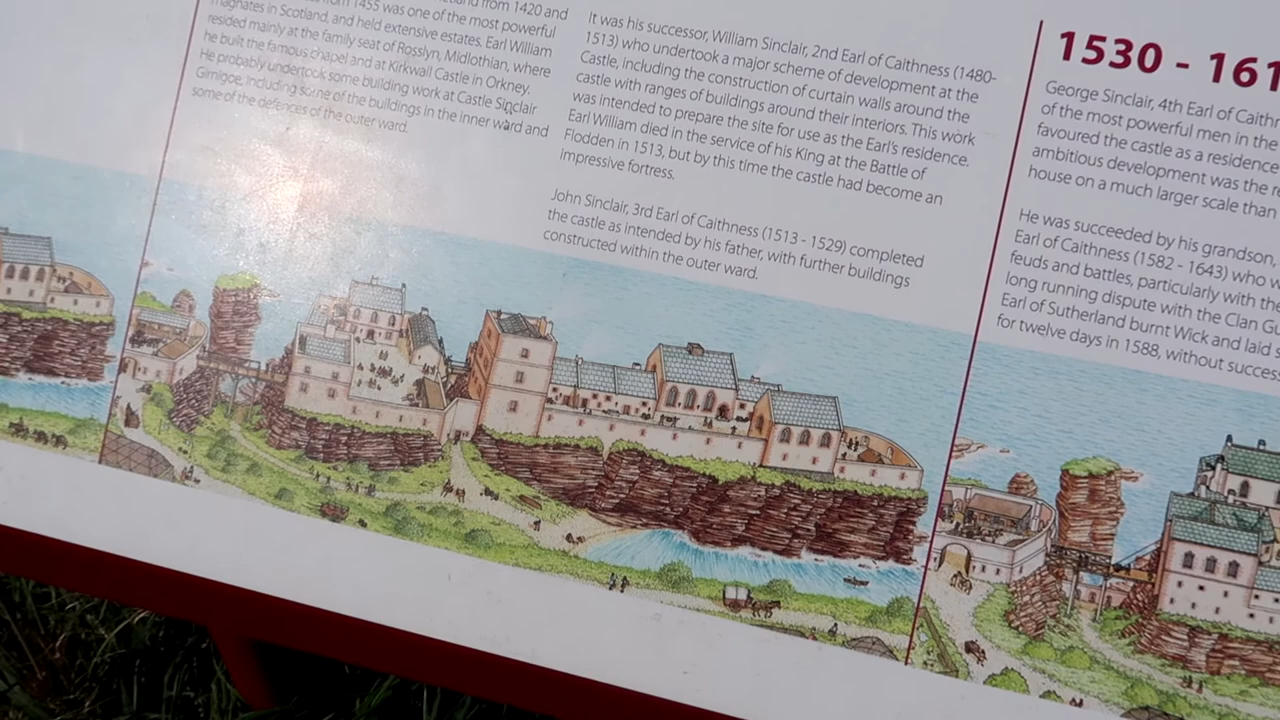 from 1420 and
from 1455 was one of the most powerful
magnates in Scotland, and held extensive estates. Earl William
resided mainly at the family seat of Rosslyn, Midlothian, where
he built the famous chapel and at Kirkwall Castle in Orkney.
He probably undertook some building work at Castle Sinclair
Girnigoe, including some of the buildings in the inner ward and
some of the defences of the outer ward.
It was his successor, William Sinclair, 2nd Earl of Caithness (1480-
1513) who undertook a major scheme of development at the
Castle, including the construction of curtain walls around the
castle with ranges of buildings around their interiors. This work
was intended to prepare the site for use as the Earl's residence.
Earl William died in the service of his King at the Battle of
Flodden in 1513, but by this time the castle had become an
impressive fortress.
John Sinclair, 3rd Earl of Caithness (1513 - 1529) completed
the castle as intended by his father, with further buildings
constructed within the outer ward.
1530 - 161
George Sinclair, 4th Earl of Caithn
of the most powerful men in the
favoured the castle as a residence
ambitious development was the
house on a much larger scale than
He was succeeded by his grandson,
Earl of Caithness (1582 - 1643) who
feuds and battles, particularly with the
long running dispute with the Clan Gu
Earl of Sutherland burnt Wick and laid
for twelve days in 1588, without success